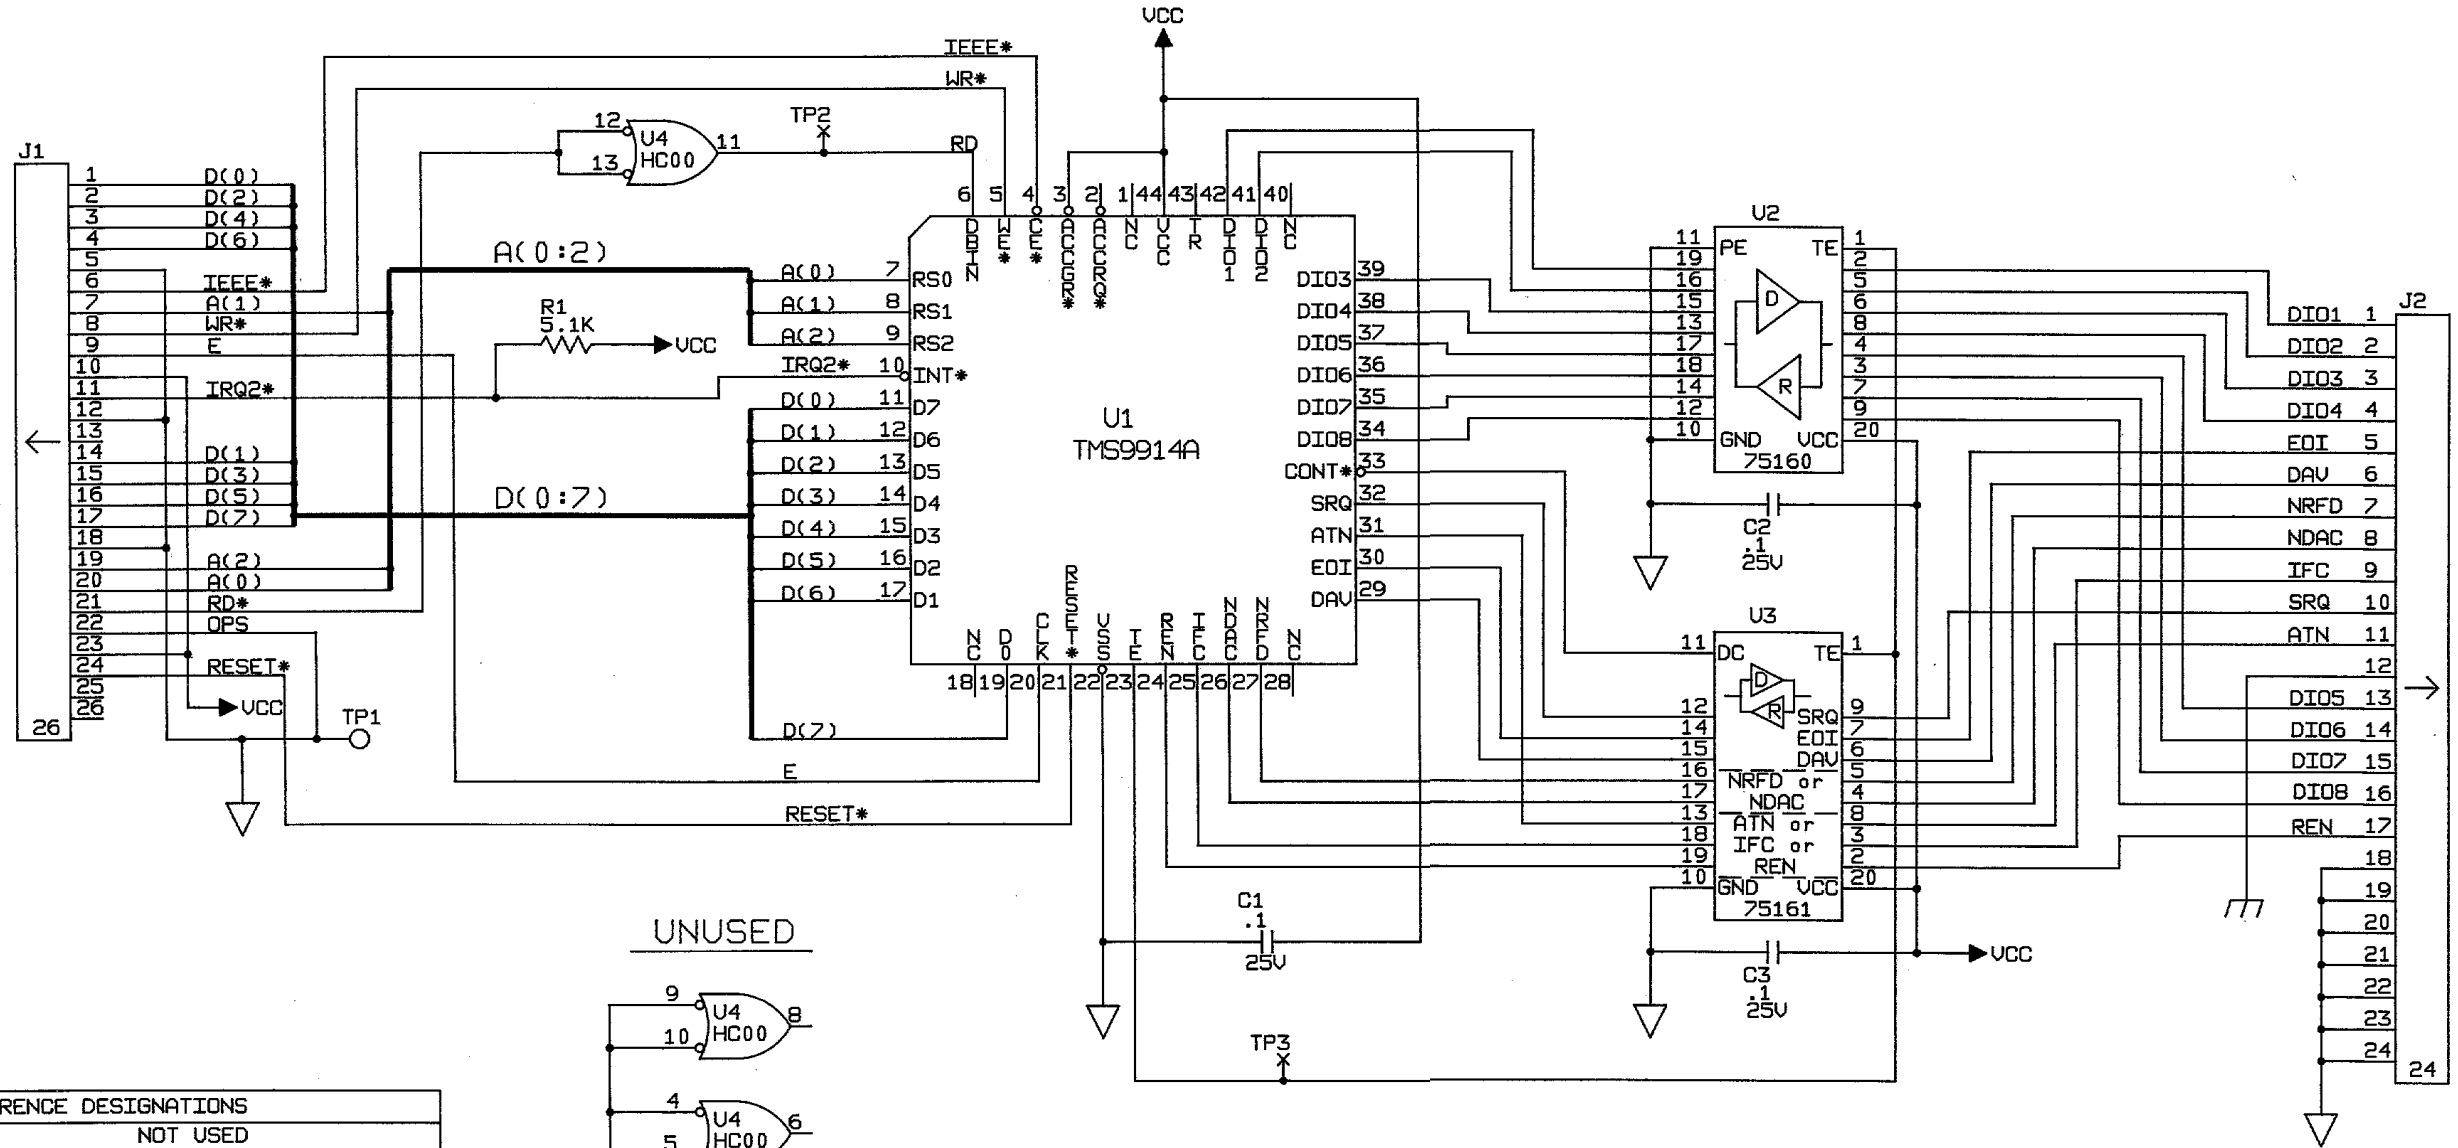 VCC
IEEE*
WR*
TP2
12
U4
11
RD
13
HC00
J1
1 D(0)
2 D(2)
3 D(4)
4 D(6)
5
6 IEEE*
7 A(1)
8 WR*
9 E
10
11 IRQ2*
12
13
14 D(1)
15 D(3)
16 D(5)
17 D(7)
18
19 A(2)
20 A(0)
21 RD*
22 OPS
23
24 RESET*
25
26
26
VCC
TP1
A(0:2)
R1
5.1K
VCC
D(0:7)
6 5 4 3 2 1 44 43 42 41 40
DBIN WE* CE* ACCGR* ACCRQ* NC VCC TR DIO1 DIO2 NC
A(0) 7 RS0
A(1) 8 RS1
A(2) 9 RS2
IRQ2* 10 INT*
D(0) 11 D7
D(1) 12 D6
D(2) 13 D5
D(3) 14 D4
D(4) 15 D3
D(5) 16 D2
D(6) 17 D1
U1
TMS9914A
DIO3 39
DIO4 38
DIO5 37
DIO6 36
DIO7 35
DIO8 34
CONT* 33
SRQ 32
ATN 31
EOI 30
DAV 29
NC D0 CLK RESET* VSS TE REN IFC NDAC NRFD NC
18 19 20 21 22 23 24 25 26 27 28
D(7)
E
RESET*
C1
.1
25V
TP3
U2
11 PE TE 1
19 2
16 5
15 6
13 8
17 4
18 3
14 7
12 9
10 GND VCC 20
D
R
75160
C2
.1
25V
U3
11 DC TE 1
D
R
12 SRQ 9
14 EOI 7
15 DAV 6
16 NRFD or 5
17 NDAC 4
13 ATN or 8
18 IFC or 3
19 REN 2
10 GND VCC 20
75161
C3
.1
25V
VCC
J2
DIO1 1
DIO2 2
DIO3 3
DIO4 4
EOI 5
DAV 6
NRFD 7
NDAC 8
IFC 9
SRQ 10
ATN 11
12
DIO5 13
DIO6 14
DIO7 15
DIO8 16
REN 17
18
19
20
21
22
23
24
24
UNUSED
9
U4
8
10
HC00
4
U4
6
5
HC00
RENCE DESIGNATIONS
NOT USED